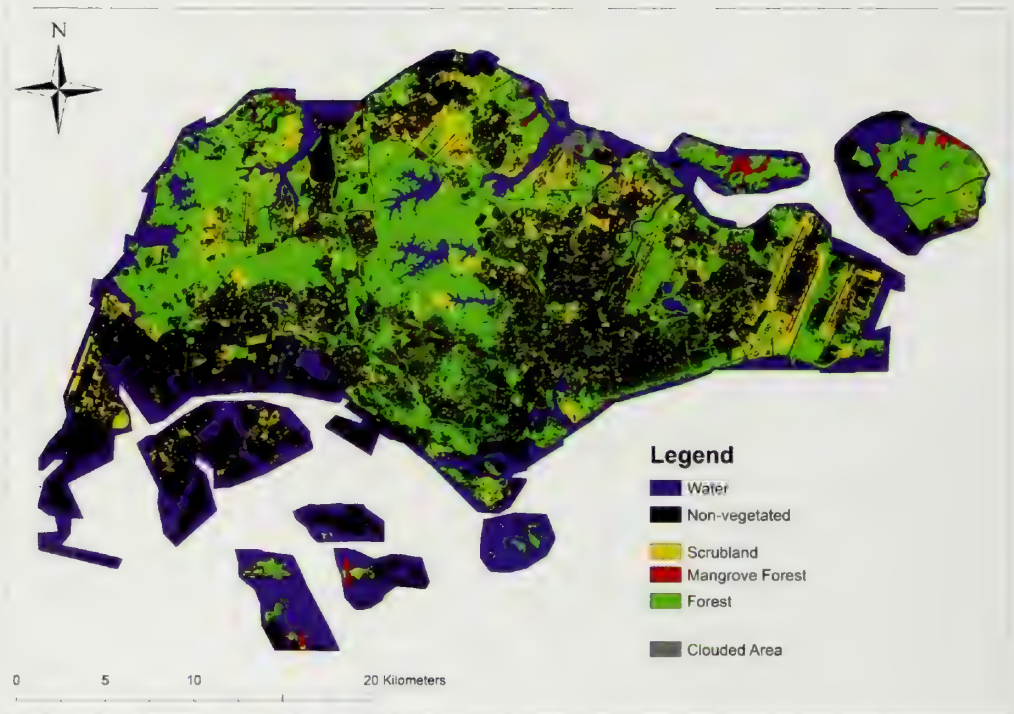 N
Legend
Water
Non-vegetated
Scrubland
Mangrove Forest
Forest
Clouded Area
0 5 10 20 Kilometers